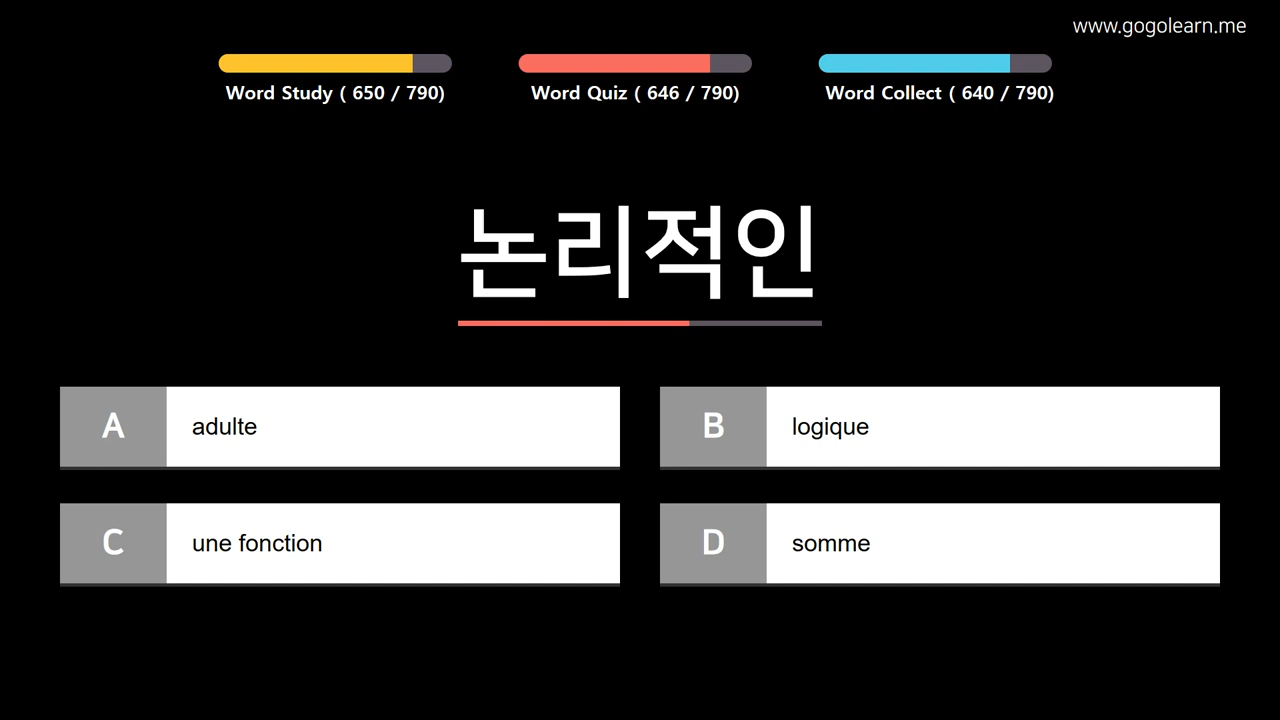 www.gogolearn.me
Word Study ( 650 / 790)
Word Quiz ( 646 / 790)
Word Collect ( 640 / 790)
논리적인
A adulte
B logique
C une fonction
D somme